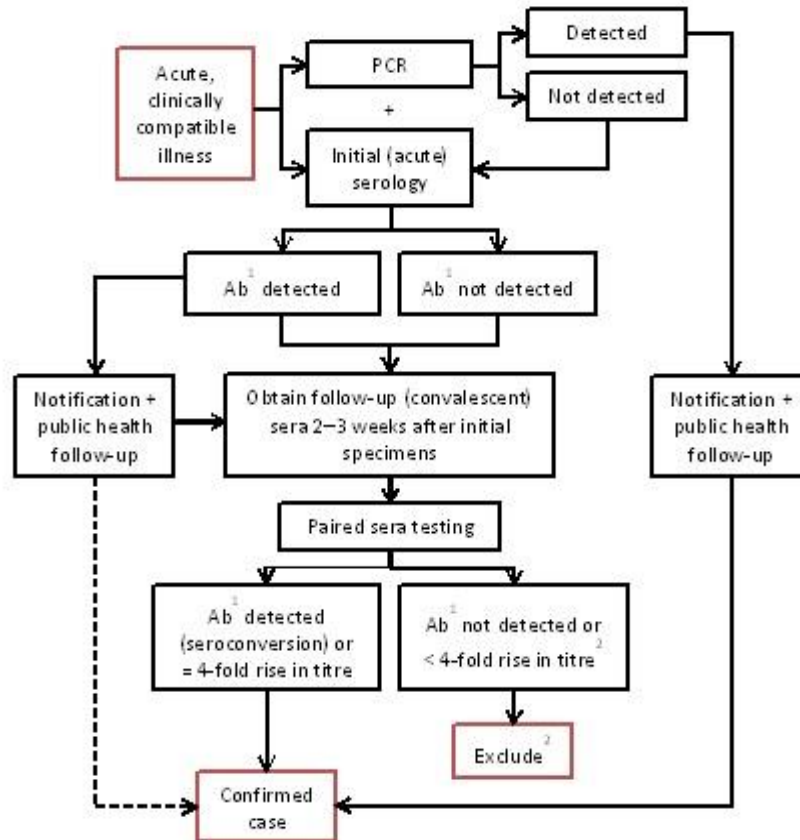 Acute,
clinically
compatible
illness
PCR
+
Initial (acute)
serology
Detected
Not detected
Ab¹ detected
Ab¹ not detected
Notification +
public health
follow-up
Obtain follow-up (convalescent)
sera 2–3 weeks after initial
specimens
Notification +
public health
follow-up
Paired sera testing
Ab¹ detected
(seroconversion) or
= 4-fold rise in titre
Ab¹ not detected or
< 4-fold rise in titre²
Exclude²
Confirmed
case